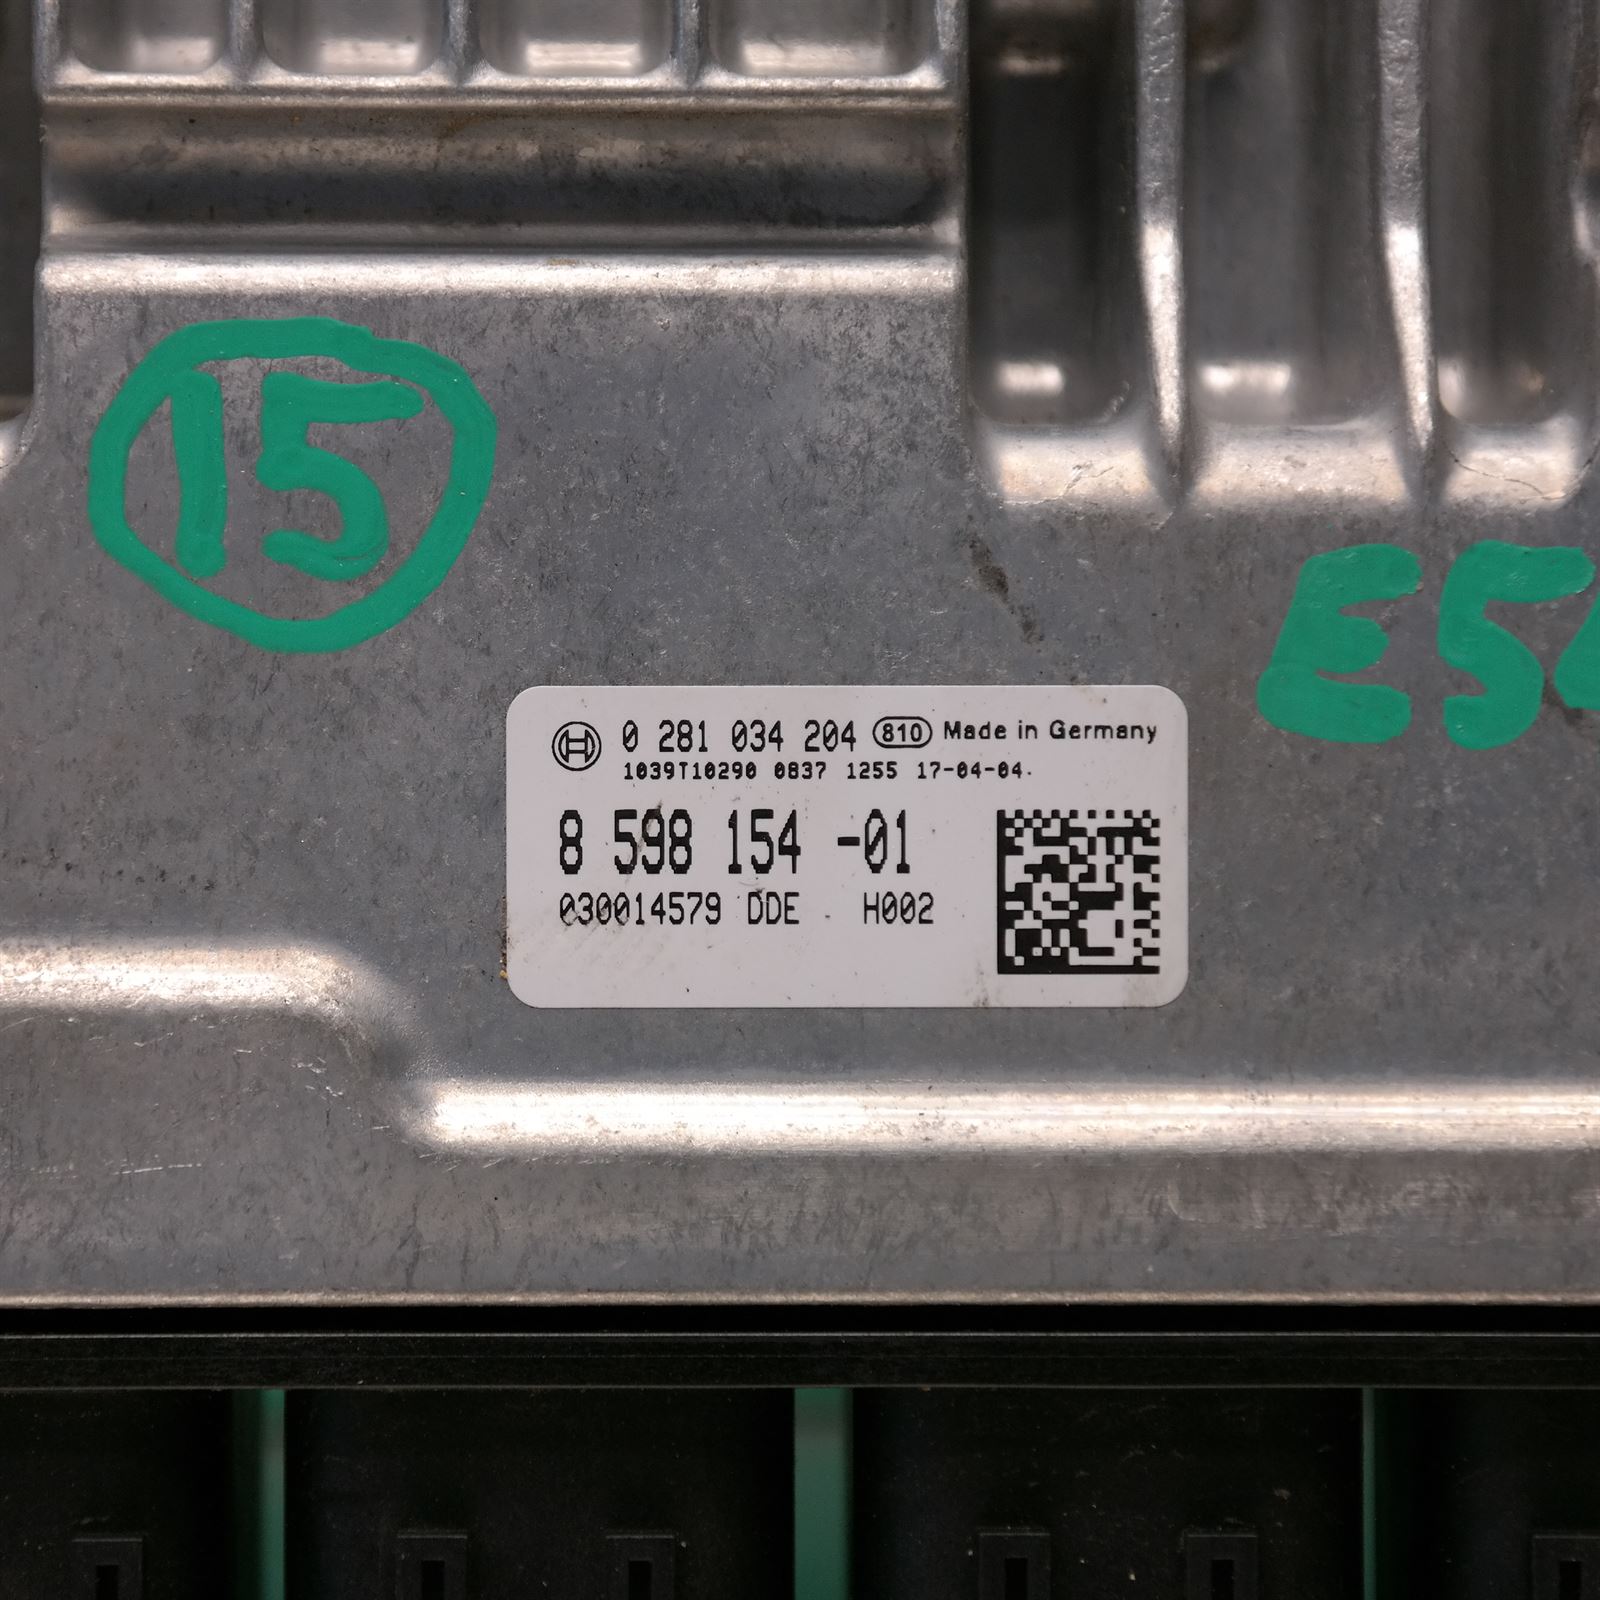 15
E5
0 281 034 204 810 Made in Germany
1039T10290 0837 1255 17-04-04.
8 598 154 -01
030014579 DDE H002